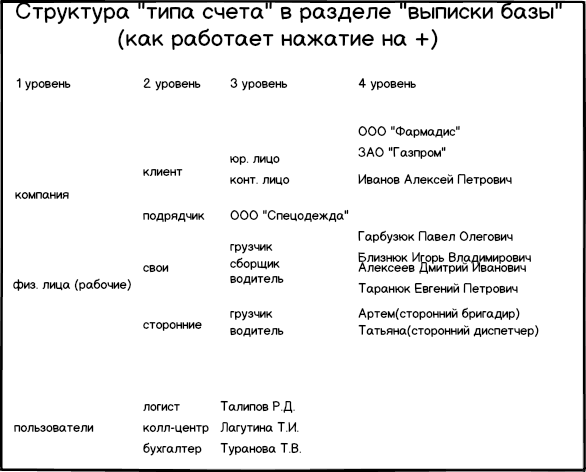 Структура "типа счета" в разделе "выписки базы"
(как работает нажатие на +)
1 уровень 2 уровень 3 уровень 4 уровень
ООО "Фармадис"
ЗАО "Газпром"
юр. лицо
клиент
конт. лицо Иванов Алексей Петрович
компания
подрядчик ООО "Спецодежда"
Гарбузюк Павел Олегович
грузчик
Близнюк Игорь Владимирович
сборщик
свои Алексеев Дмитрий Иванович
водитель
физ. лица (рабочие)
Таранюк Евгений Петрович
грузчик Артем(сторонний бригадир)
сторонние
водитель Татьяна(сторонний диспетчер)
логист Талипов Р.Д.
пользователи колл-центр Лагутина Т.И.
бухгалтер Туранова Т.В.